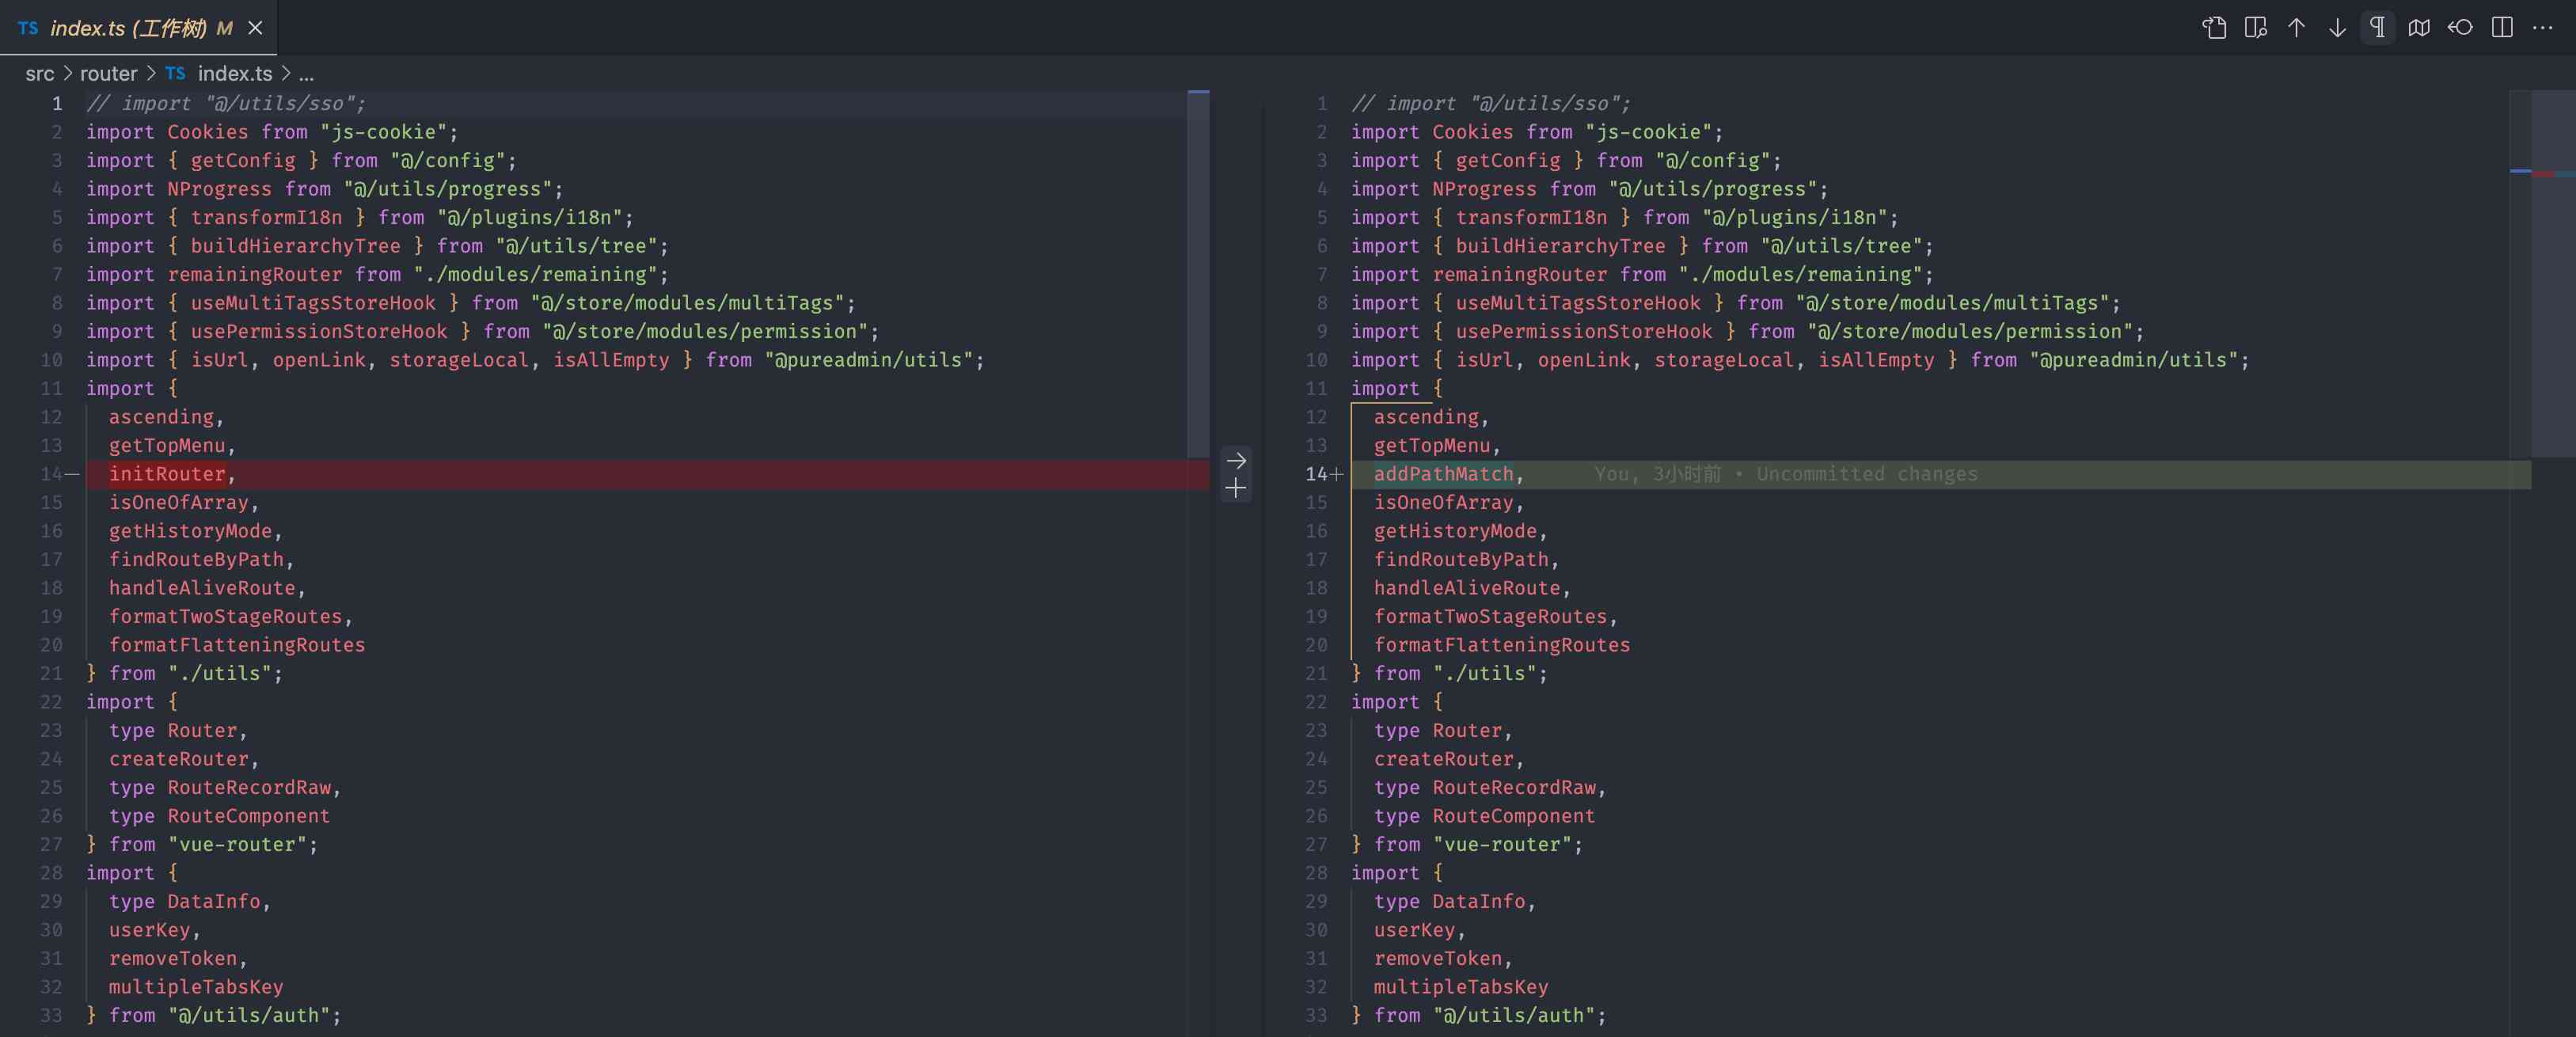 TS index.ts (工作树) M
src > router > TS index.ts > ...
1 // import "@/utils/sso";
2 import Cookies from "js-cookie";
3 import { getConfig } from "@/config";
4 import NProgress from "@/utils/progress";
5 import { transformI18n } from "@/plugins/i18n";
6 import { buildHierarchyTree } from "@/utils/tree";
7 import remainingRouter from "./modules/remaining";
8 import { useMultiTagsStoreHook } from "@/store/modules/multiTags";
9 import { usePermissionStoreHook } from "@/store/modules/permission";
10 import { isUrl, openLink, storageLocal, isAllEmpty } from "@pureadmin/utils";
11 import {
12 ascending,
13 getTopMenu,
14— initRouter,
15 isOneOfArray,
16 getHistoryMode,
17 findRouteByPath,
18 handleAliveRoute,
19 formatTwoStageRoutes,
20 formatFlatteningRoutes
21 } from "./utils";
22 import {
23 type Router,
24 createRouter,
25 type RouteRecordRaw,
26 type RouteComponent
27 } from "vue-router";
28 import {
29 type DataInfo,
30 userKey,
31 removeToken,
32 multipleTabsKey
33 } from "@/utils/auth";
1 // import "@/utils/sso";
2 import Cookies from "js-cookie";
3 import { getConfig } from "@/config";
4 import NProgress from "@/utils/progress";
5 import { transformI18n } from "@/plugins/i18n";
6 import { buildHierarchyTree } from "@/utils/tree";
7 import remainingRouter from "./modules/remaining";
8 import { useMultiTagsStoreHook } from "@/store/modules/multiTags";
9 import { usePermissionStoreHook } from "@/store/modules/permission";
10 import { isUrl, openLink, storageLocal, isAllEmpty } from "@pureadmin/utils";
11 import {
12 ascending,
13 getTopMenu,
14+ addPathMatch, You, 3小时前 • Uncommitted changes
15 isOneOfArray,
16 getHistoryMode,
17 findRouteByPath,
18 handleAliveRoute,
19 formatTwoStageRoutes,
20 formatFlatteningRoutes
21 } from "./utils";
22 import {
23 type Router,
24 createRouter,
25 type RouteRecordRaw,
26 type RouteComponent
27 } from "vue-router";
28 import {
29 type DataInfo,
30 userKey,
31 removeToken,
32 multipleTabsKey
33 } from "@/utils/auth";